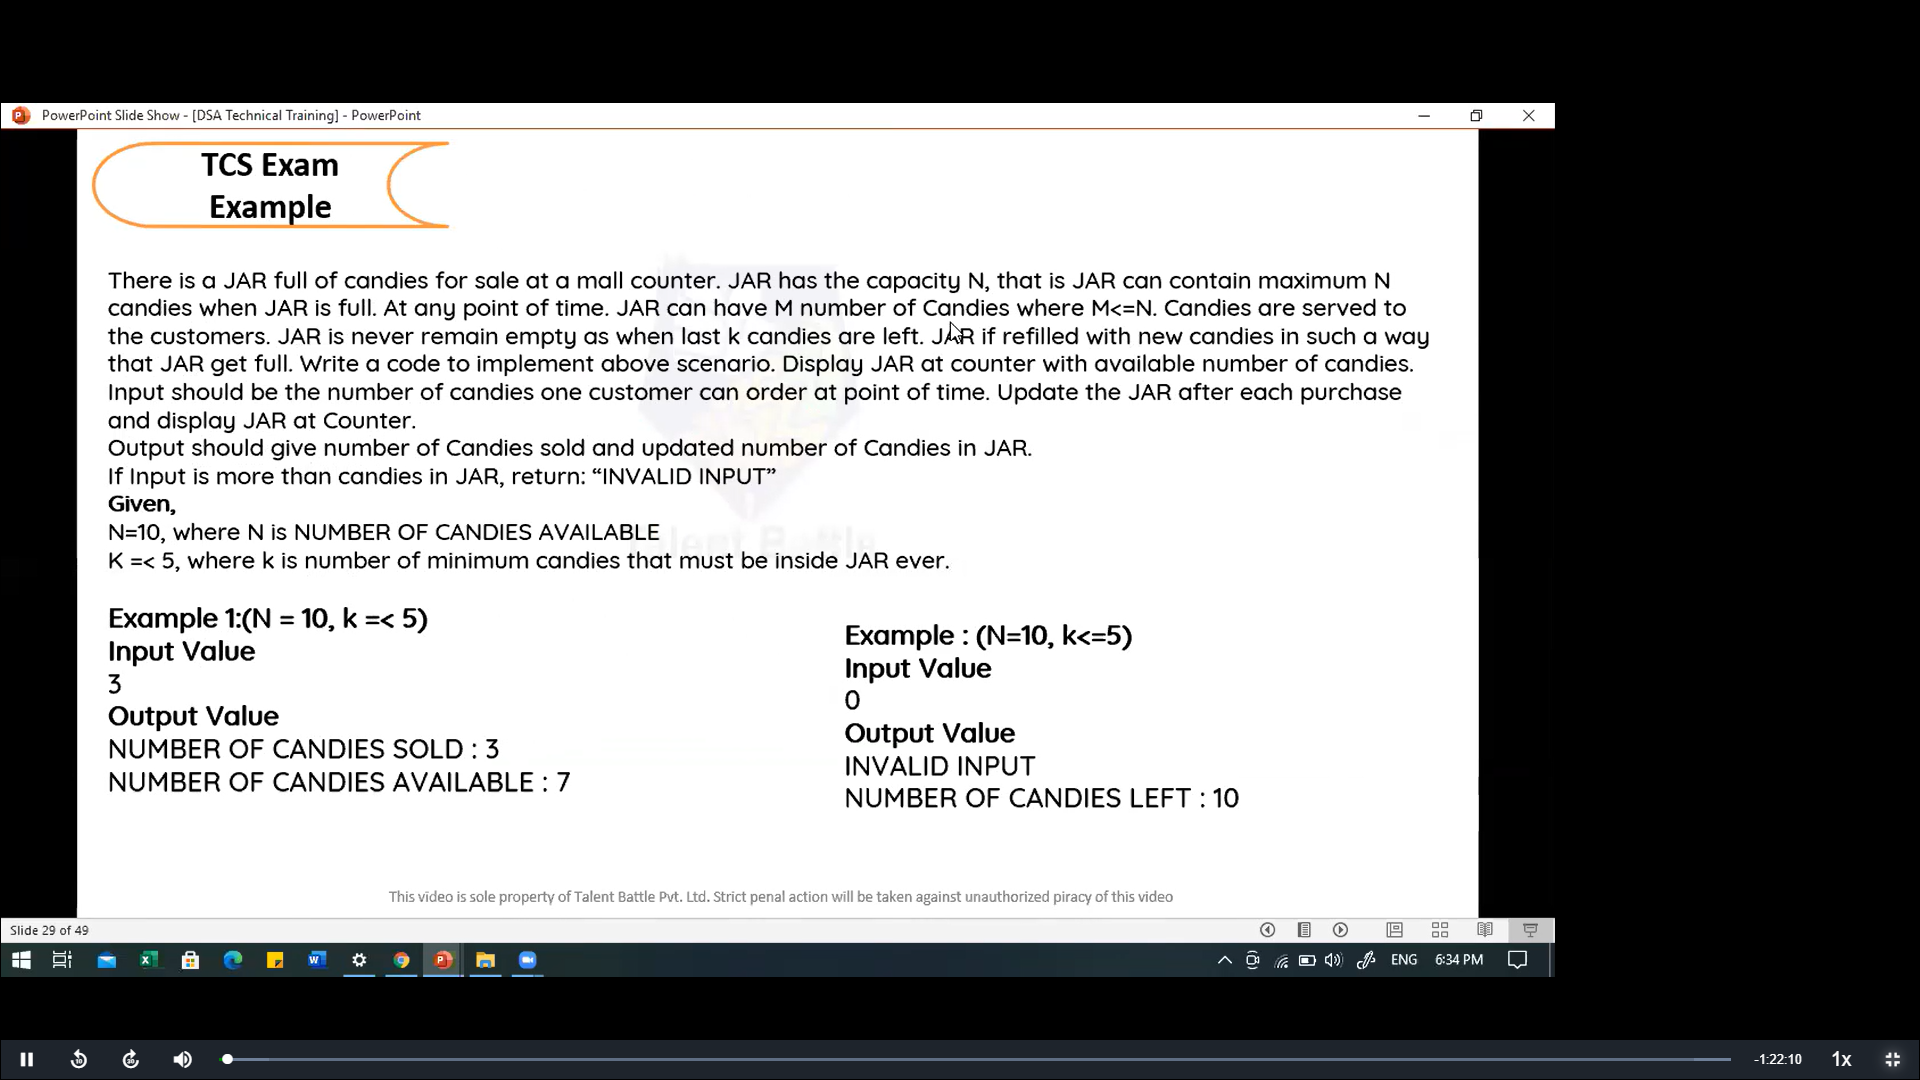 PowerPoint Slide Show - [DSA Technical Training] - PowerPoint
TCS Exam
Example
There is a JAR full of candies for sale at a mall counter. JAR has the capacity N, that is JAR can contain maximum N
candies when JAR is full. At any point of time. JAR can have M number of Candies where M<=N. Candies are served to
the customers. JAR is never remain empty as when last k candies are left. JAR if refilled with new candies in such a way
that JAR get full. Write a code to implement above scenario. Display JAR at counter with available number of candies.
Input should be the number of candies one customer can order at point of time. Update the JAR after each purchase
and display JAR at Counter.
Output should give number of Candies sold and updated number of Candies in JAR.
If Input is more than candies in JAR, return: “INVALID INPUT”
Given,
N=10, where N is NUMBER OF CANDIES AVAILABLE
K =< 5, where k is number of minimum candies that must be inside JAR ever.
Talent Battle
Example 1:(N = 10, k =< 5)
Input Value
3
Output Value
NUMBER OF CANDIES SOLD : 3
NUMBER OF CANDIES AVAILABLE : 7
Example : (N=10, k<=5)
Input Value
0
Output Value
INVALID INPUT
NUMBER OF CANDIES LEFT : 10
This video is sole property of Talent Battle Pvt. Ltd. Strict penal action will be taken against unauthorized piracy of this video
Slide 29 of 49
ENG
6:34 PM
-1:22:10
1x